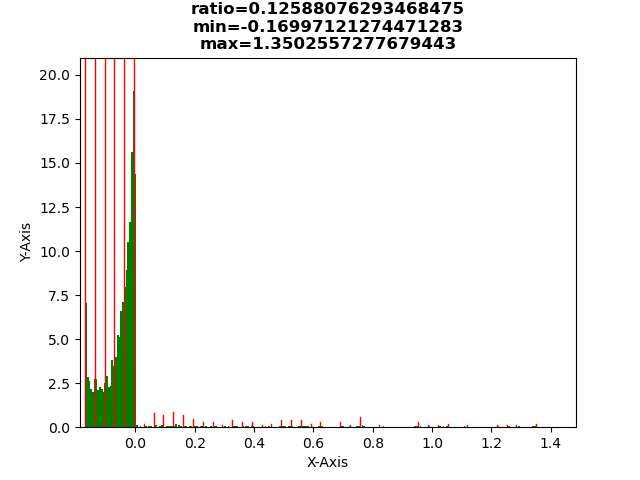 ratio=0.12588076293468475
min=-0.16997121274471283
max=1.3502557277679443
20.0
17.5
15.0
12.5
10.0
7.5
5.0
2.5
0.0
Y-Axis
0.0 0.2 0.4 0.6 0.8 1.0 1.2 1.4
X-Axis